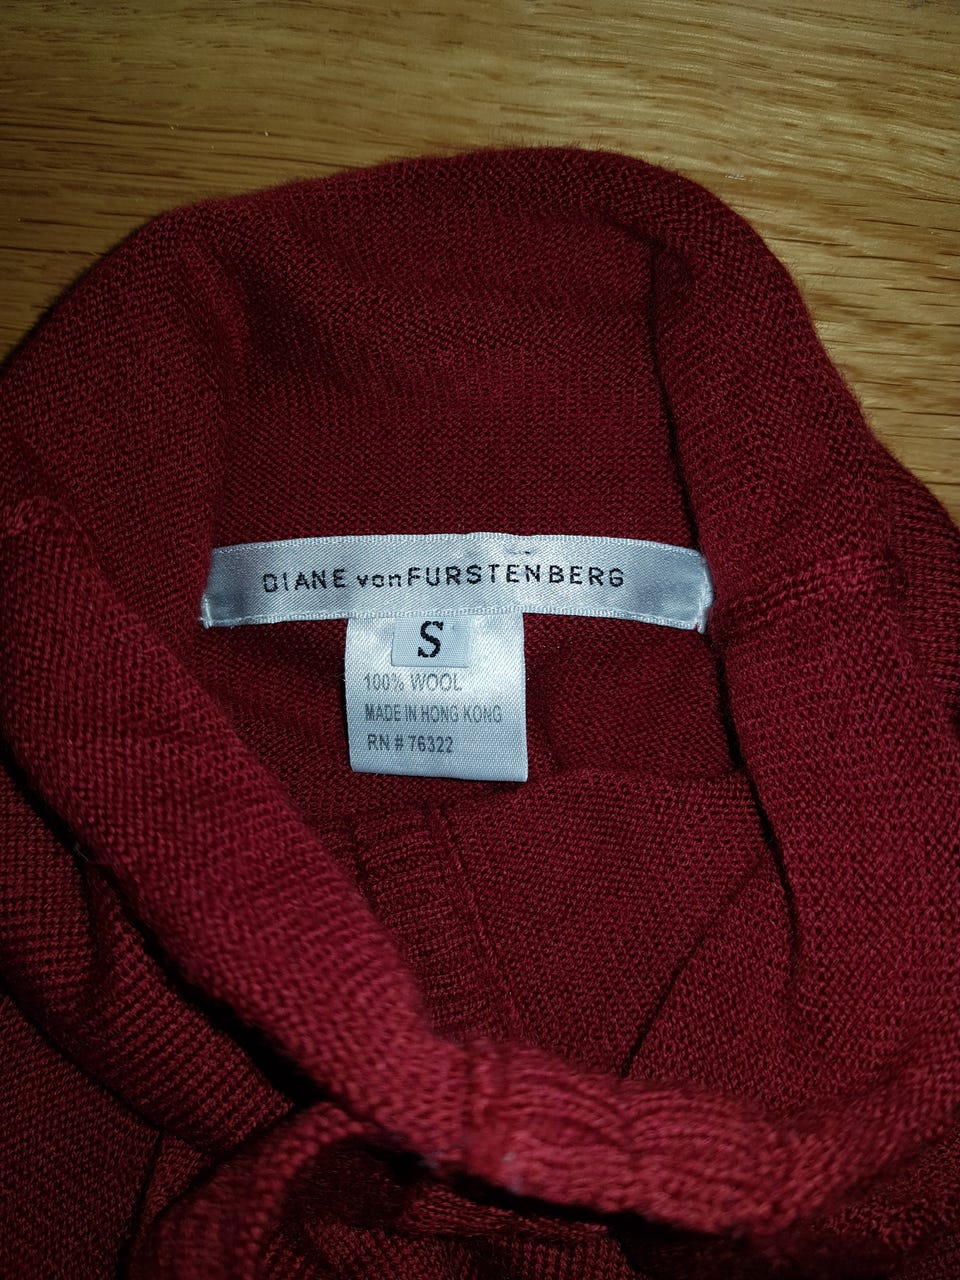 DIANE von FURSTENBERG
S
100% WOOL
MADE IN HONG KONG
RN # 76322